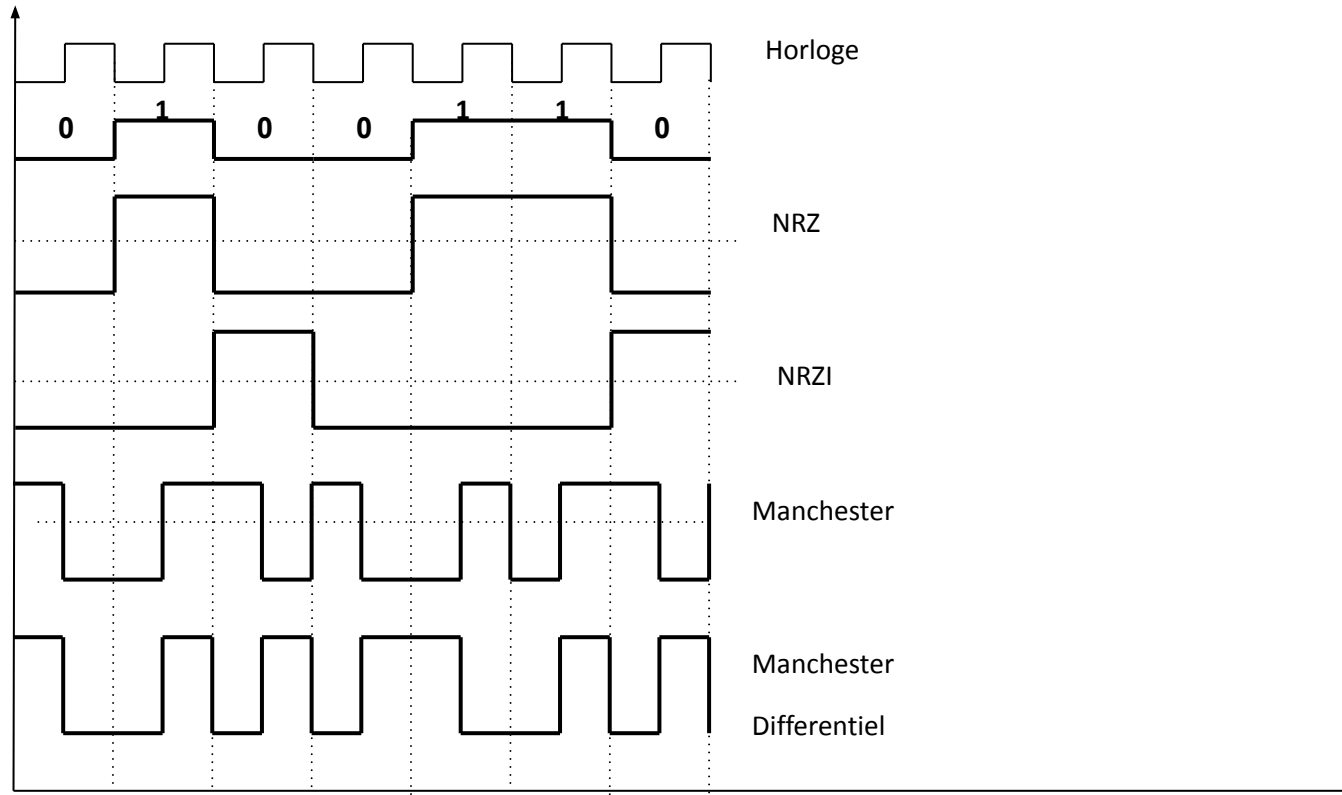 Horloge
0 1 0 0 1 1 0
NRZ
NRZI
Manchester
Manchester
Differentiel